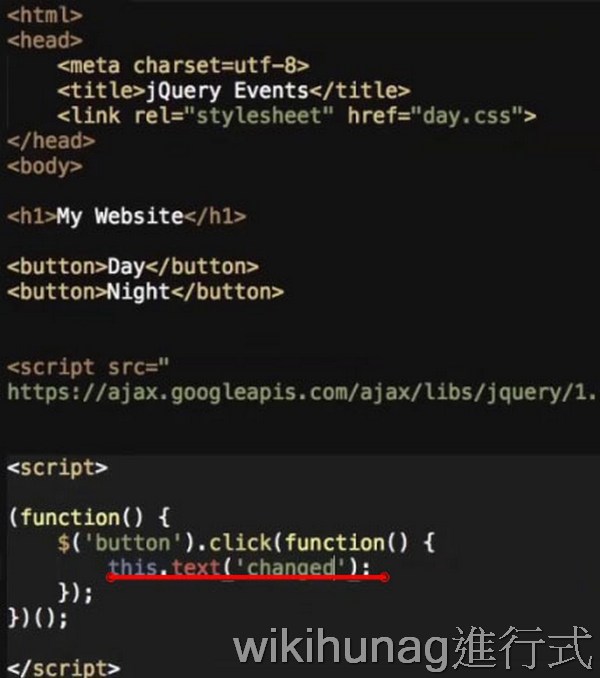 <html>
<head>
<meta charset=utf-8>
<title>jQuery Events</title>
<link rel="stylesheet" href="day.css">
</head>
<body>
<h1>My Website</h1>
<button>Day</button>
<button>Night</button>
<script src="
https://ajax.googleapis.com/ajax/libs/jquery/1.
<script>
(function() {
$('button').click(function() {
this.text('changed');
});
})();
</script>
wikihunag進行式